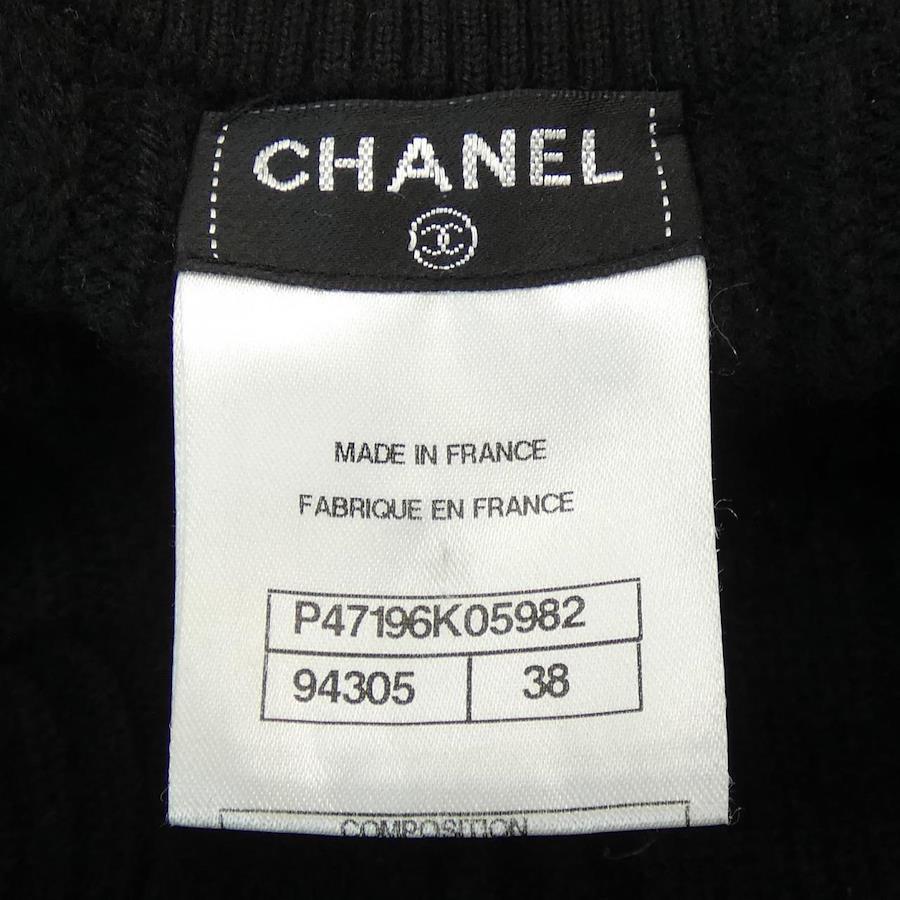 CHANEL
MADE IN FRANCE
FABRIQUE EN FRANCE
P47196K05982
94305 38
COMPOSITION